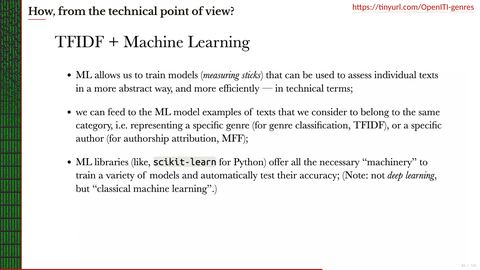 How, from the technical point of view?
https://tinyurl.com/OpenITI-genres
TFIDF + Machine Learning
• ML allows us to train models (measuring sticks) that can be used to assess individual texts
in a more abstract way, and more efficiently — in technical terms;
• we can feed to the ML model examples of texts that we consider to belong to the same
category, i.e. representing a specific genre (for genre classification, TFIDF), or a specific
author (for authorship attribution, MFF);
• ML libraries (like, scikit-learn for Python) offer all the necessary “machinery” to
train a variety of models and automatically test their accuracy; (Note: not deep learning,
but “classical machine learning”.)